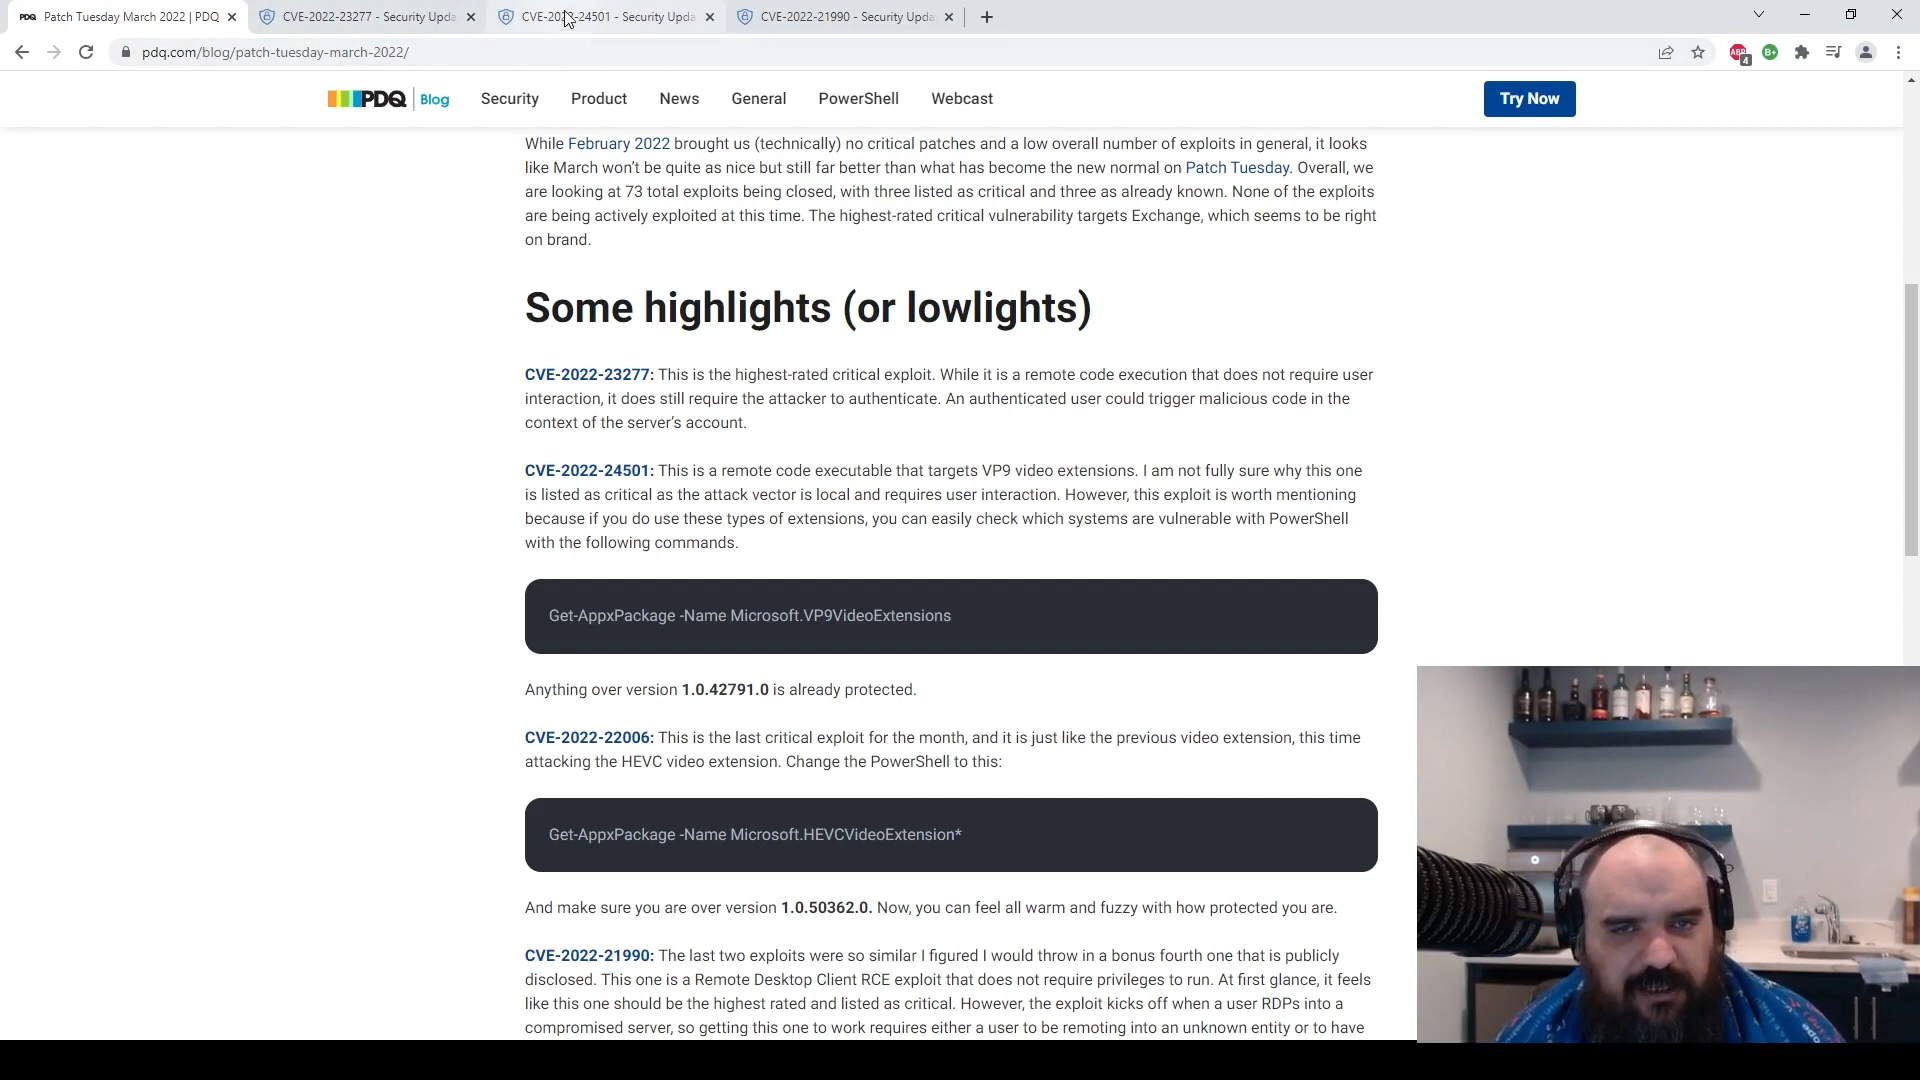 PDQ Patch Tuesday March 2022 | PDQ
CVE-2022-23277 - Security Upda
CVE-2022-24501 - Security Upda
CVE-2022-21990 - Security Upda
pdq.com/blog/patch-tuesday-march-2022/
ABP 4
B+
PDQ Blog Security Product News General PowerShell Webcast Try Now
While February 2022 brought us (technically) no critical patches and a low overall number of exploits in general, it looks
like March won’t be quite as nice but still far better than what has become the new normal on Patch Tuesday. Overall, we
are looking at 73 total exploits being closed, with three listed as critical and three as already known. None of the exploits
are being actively exploited at this time. The highest-rated critical vulnerability targets Exchange, which seems to be right
on brand.
Some highlights (or lowlights)
CVE-2022-23277: This is the highest-rated critical exploit. While it is a remote code execution that does not require user
interaction, it does still require the attacker to authenticate. An authenticated user could trigger malicious code in the
context of the server’s account.
CVE-2022-24501: This is a remote code executable that targets VP9 video extensions. I am not fully sure why this one
is listed as critical as the attack vector is local and requires user interaction. However, this exploit is worth mentioning
because if you do use these types of extensions, you can easily check which systems are vulnerable with PowerShell
with the following commands.
Get-AppxPackage -Name Microsoft.VP9VideoExtensions
Anything over version 1.0.42791.0 is already protected.
CVE-2022-22006: This is the last critical exploit for the month, and it is just like the previous video extension, this time
attacking the HEVC video extension. Change the PowerShell to this:
Get-AppxPackage -Name Microsoft.HEVCVideoExtension*
And make sure you are over version 1.0.50362.0. Now, you can feel all warm and fuzzy with how protected you are.
CVE-2022-21990: The last two exploits were so similar I figured I would throw in a bonus fourth one that is publicly
disclosed. This one is a Remote Desktop Client RCE exploit that does not require privileges to run. At first glance, it feels
like this one should be the highest rated and listed as critical. However, the exploit kicks off when a user RDPs into a
compromised server, so getting this one to work requires either a user to be remoting into an unknown entity or to have